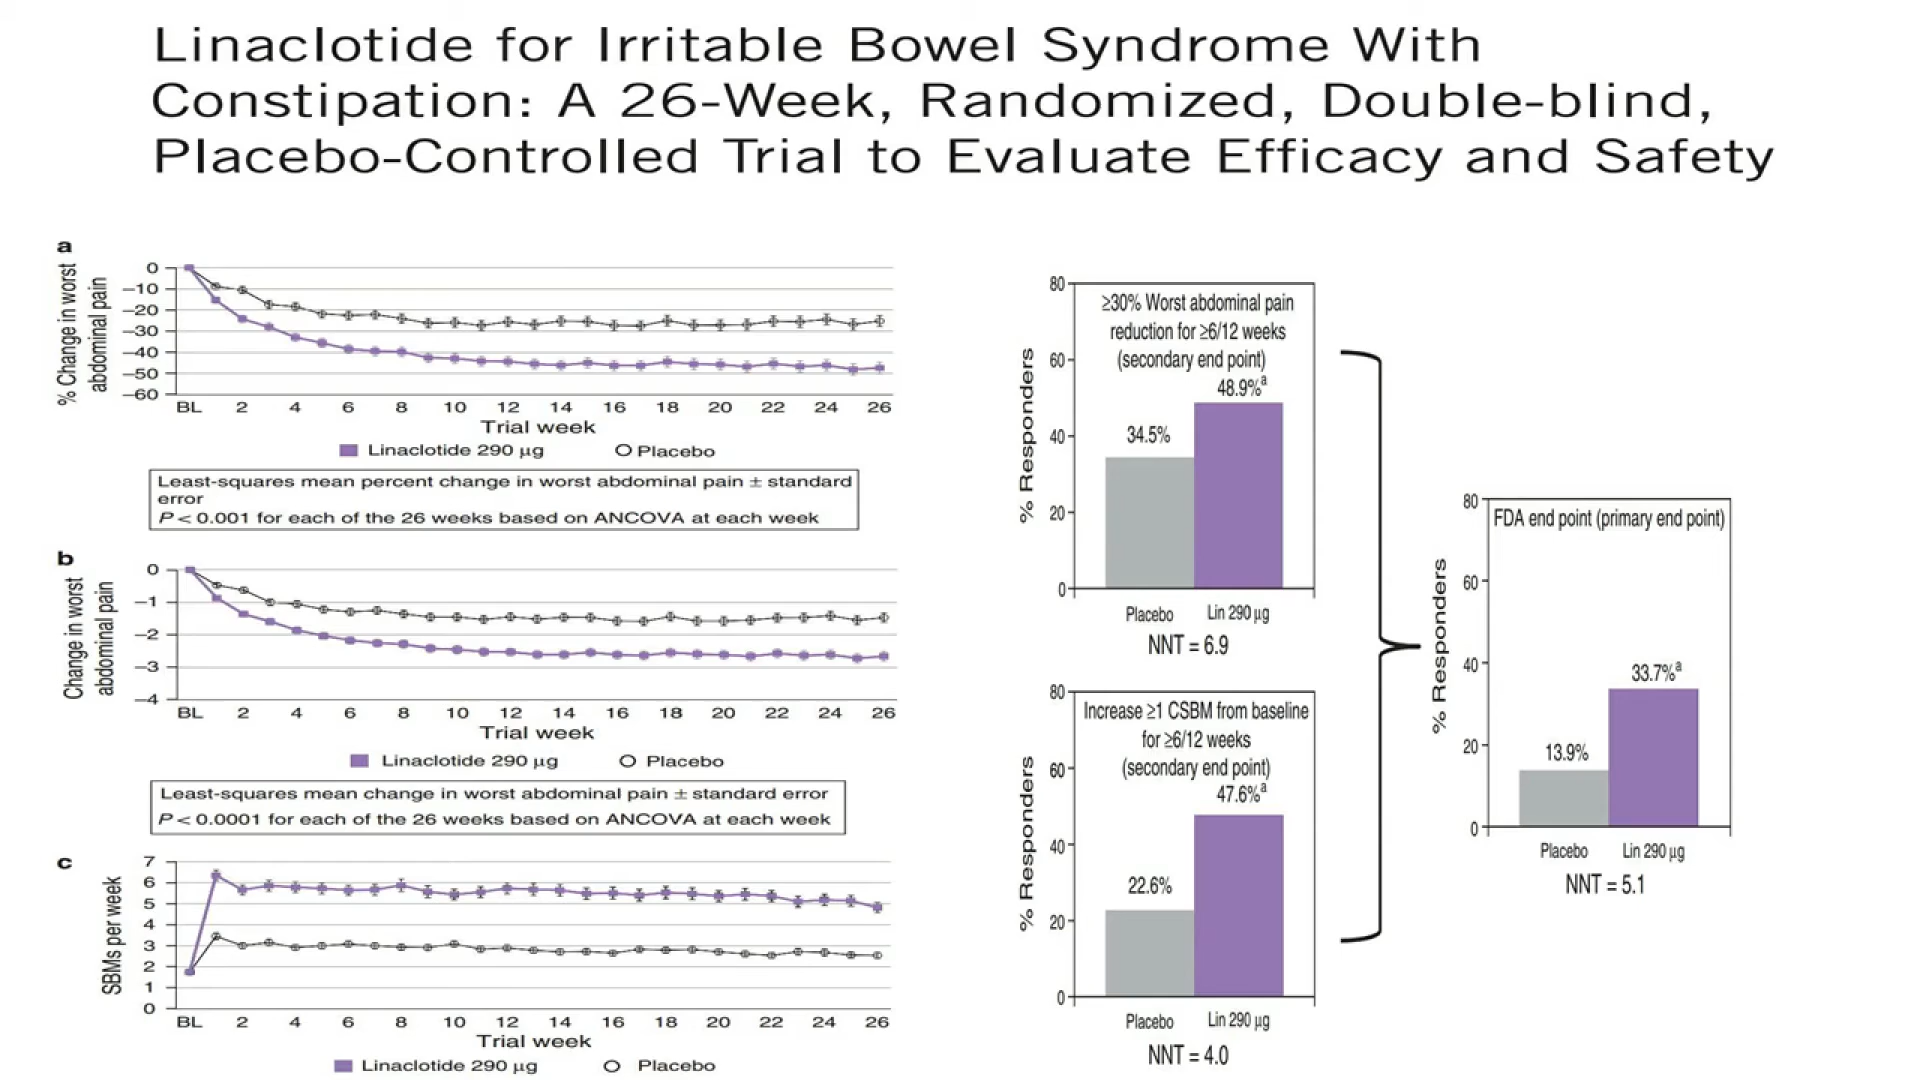 Linaclotide for Irritable Bowel Syndrome With
Constipation: A 26-Week, Randomized, Double-blind,
Placebo-Controlled Trial to Evaluate Efficacy and Safety
a
% Change in worst
abdominal pain
0
−10
−20
−30
−40
−50
−60
BL 2 4 6 8 10 12 14 16 18 20 22 24 26
Trial week
Linaclotide 290 μg Placebo
Least-squares mean percent change in worst abdominal pain ± standard
error
P < 0.001 for each of the 26 weeks based on ANCOVA at each week
b
Change in worst
abdominal pain
0
−1
−2
−3
−4
BL 2 4 6 8 10 12 14 16 18 20 22 24 26
Trial week
Linaclotide 290 μg Placebo
Least-squares mean change in worst abdominal pain ± standard error
P < 0.0001 for each of the 26 weeks based on ANCOVA at each week
c
SBMs per week
7
6
5
4
3
2
1
0
BL 2 4 6 8 10 12 14 16 18 20 22 24 26
Trial week
Linaclotide 290 μg Placebo
% Responders
80
60
40
20
0
≥30% Worst abdominal pain
reduction for ≥6/12 weeks
(secondary end point)
48.9%a
34.5%
Placebo Lin 290 μg
NNT = 6.9
% Responders
80
60
40
20
0
Increase ≥1 CSBM from baseline
for ≥6/12 weeks
(secondary end point)
47.6%a
22.6%
Placebo Lin 290 μg
NNT = 4.0
% Responders
80
60
40
20
0
FDA end point (primary end point)
33.7%a
13.9%
Placebo Lin 290 μg
NNT = 5.1